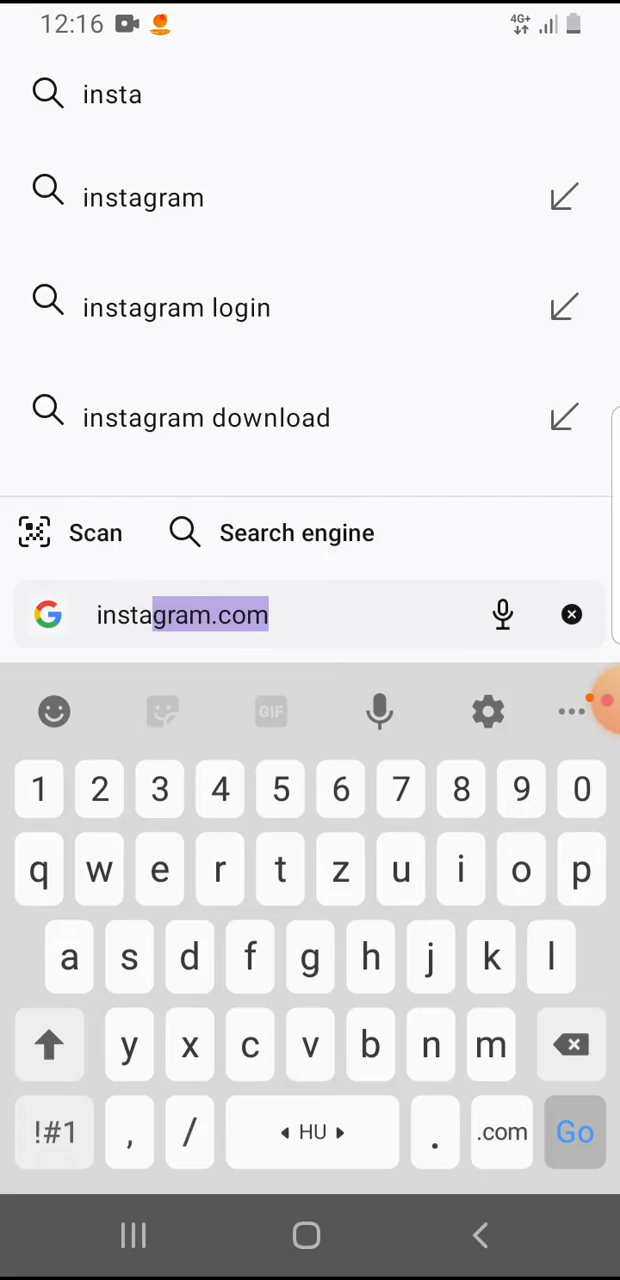 12:16 4G+
insta
instagram
instagram login
instagram download
Scan Search engine
instagram.com
GIF
1 2 3 4 5 6 7 8 9 0
q w e r t z u i o p
a s d f g h j k l
y x c v b n m
!#1 , / HU . .com Go